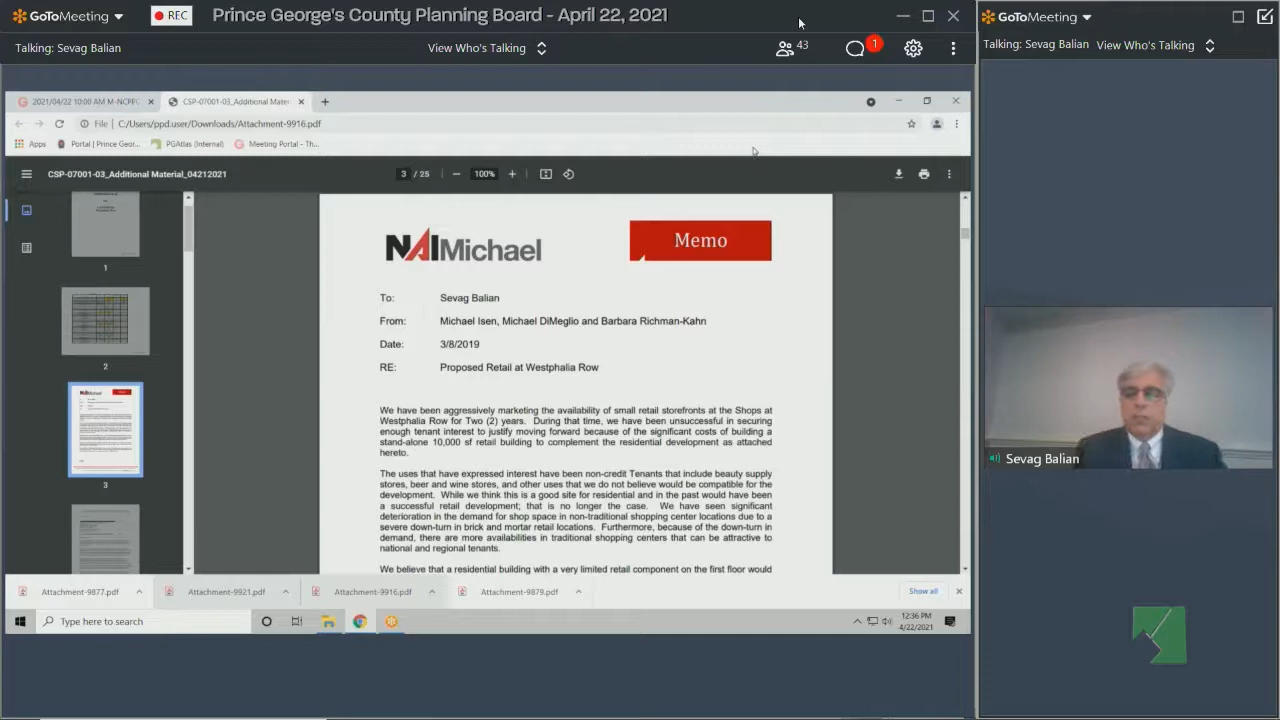 GoToMeeting
REC
Prince George's County Planning Board - April 22, 2021
GoToMeeting
Talking: Sevag Balian
View Who's Talking
43
1
Talking: Sevag Balian
View Who's Talking
2021/04/22 10:00 AM M-NCPPC
CSP-07001-03_Additional Mater
File
C:/Users/ppd.user/Downloads/Attachment-9916.pdf
Apps
Portal | Prince Geor...
PGAtlas (Internal)
Meeting Portal - Th...
CSP-07001-03_Additional Material_04212021
3 / 25
100%
NAIMichael
Memo
1
To: Sevag Balian
From: Michael Isen, Michael DiMeglio and Barbara Richman-Kahn
Date: 3/8/2019
2
RE: Proposed Retail at Westphalia Row
We have been aggressively marketing the availability of small retail storefronts at the Shops at
Westphalia Row for Two (2) years. During that time, we have been unsuccessful in securing
enough tenant interest to justify moving forward because of the significant costs of building a
stand-alone 10,000 sf retail building to complement the residential development as attached
hereto.
The uses that have expressed interest have been non-credit Tenants that include beauty supply
stores, beer and wine stores, and other uses that we do not believe would be compatible for the
development. While we think this is a good site for residential and in the past would have been
a successful retail development; that is no longer the case. We have seen significant
deterioration in the demand for shop space in non-traditional shopping center locations due to a
severe down-turn in brick and mortar retail locations. Furthermore, because of the down-turn in
demand, there are more availabilities in traditional shopping centers that can be attractive to
national and regional tenants.
We believe that a residential building with a very limited retail component on the first floor would
3
Sevag Balian
Attachment-9877.pdf
Attachment-9921.pdf
Attachment-9916.pdf
Attachment-9879.pdf
Show all
Type here to search
12:36 PM
4/22/2021